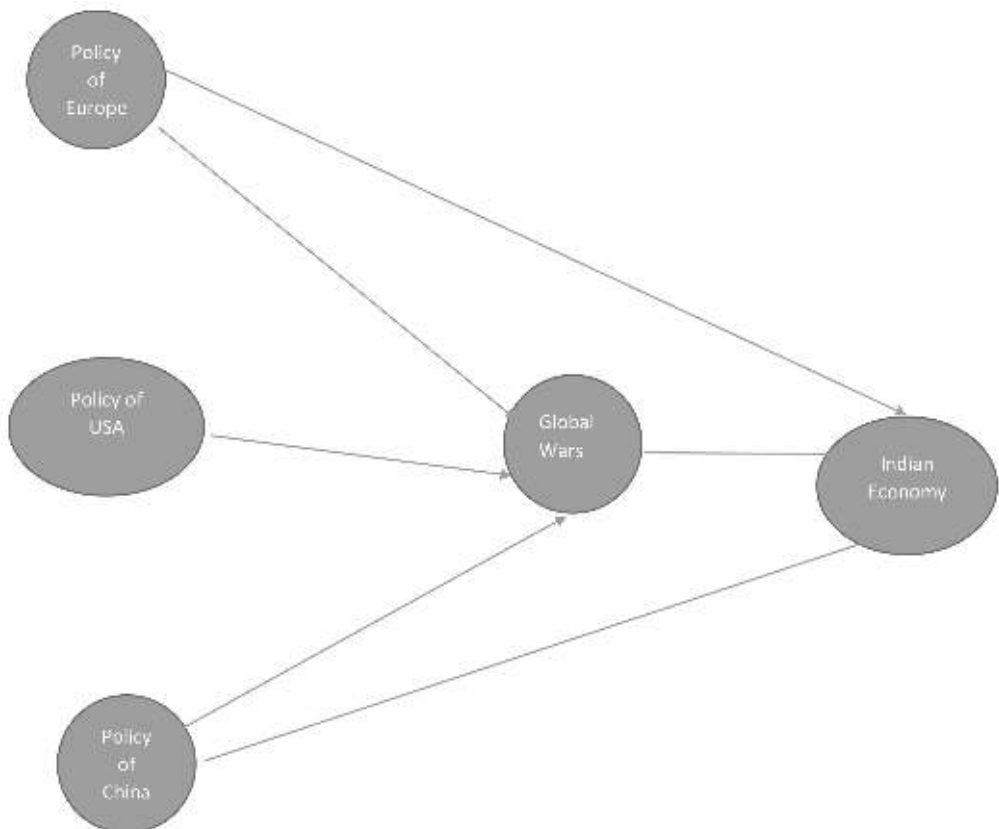 Policy
of
Europe
Policy of
USA
Global
Wars
Indian
Economy
Policy
of
China